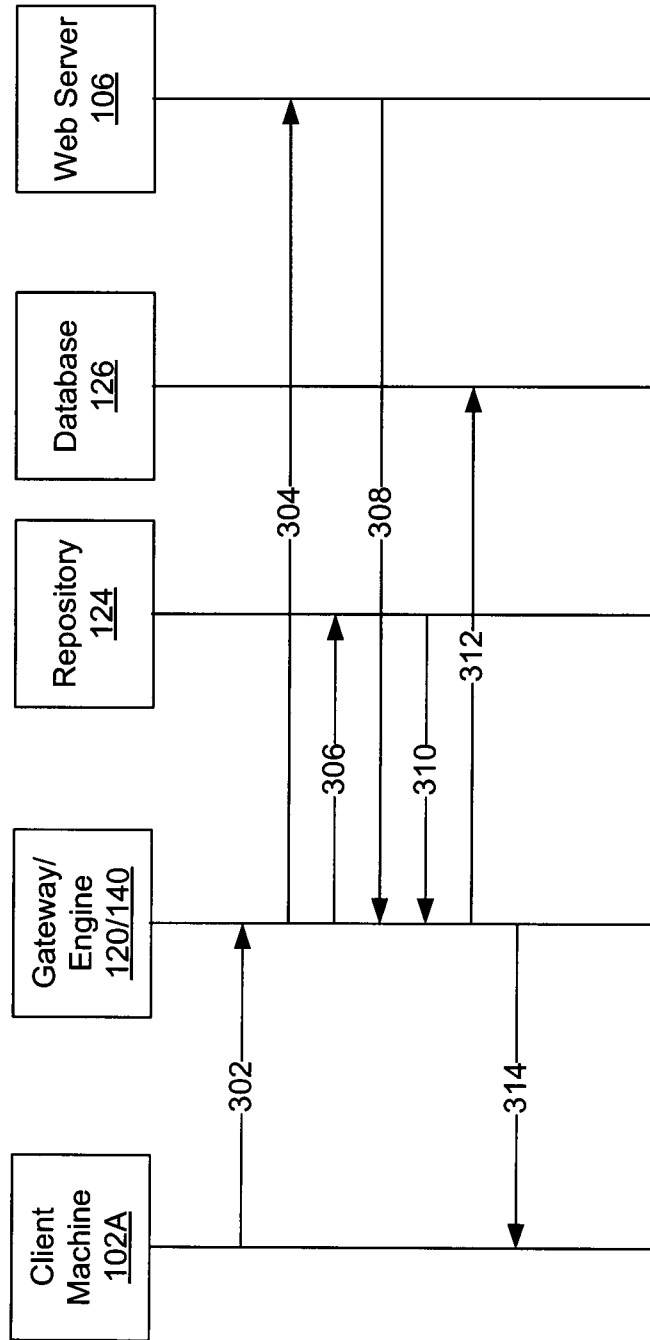 Client
Machine
102A
Gateway/
Engine
120/140
Repository
124
Database
126
Web Server
106
302
304
306
308
310
312
314